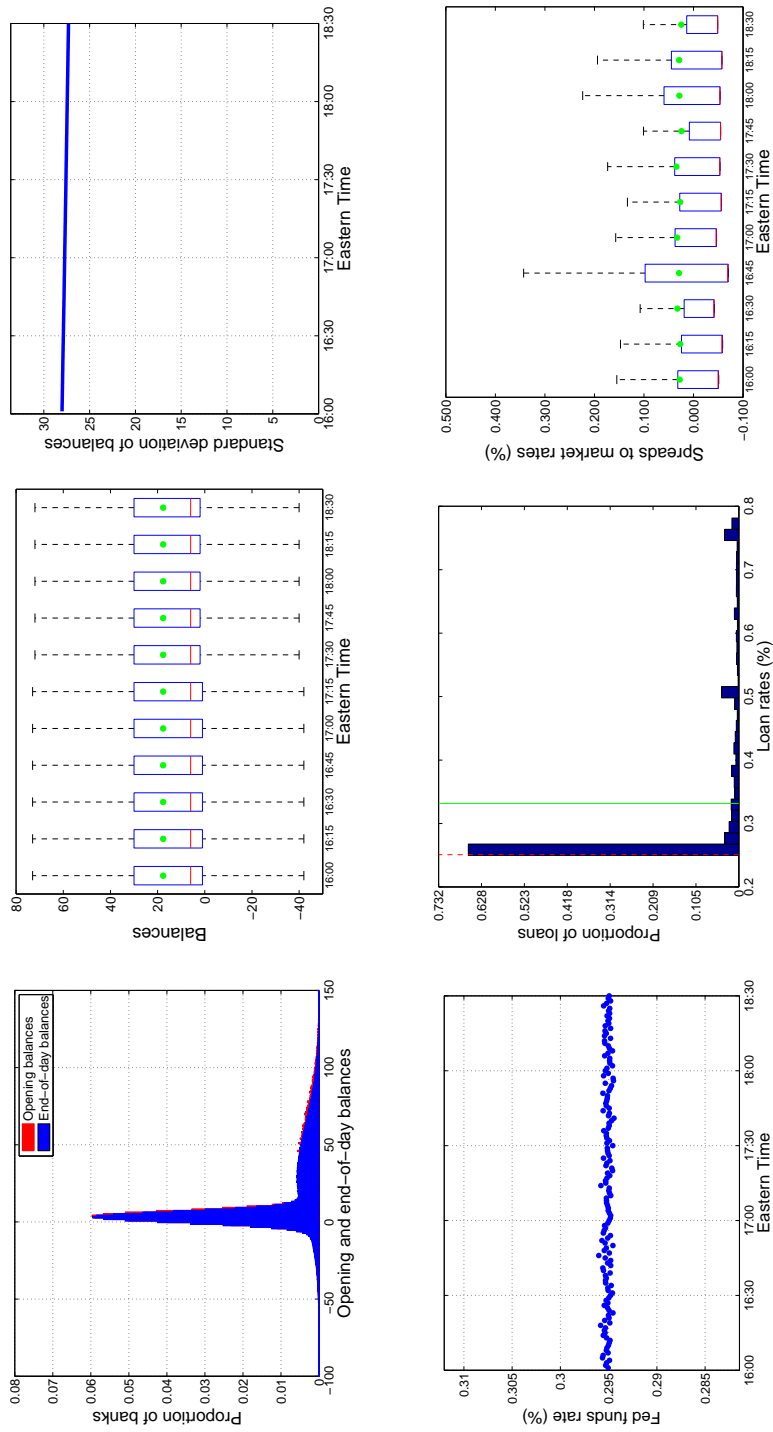 0.08
0.07
0.06
0.05
0.04
0.03
0.02
0.01
0
Proportion of banks
Opening balances
End−of−day balances
−100 −50 0 50 100 150
Opening and end−of−day balances
80
60
40
20
0
−20
−40
Balances
16:00 16:15 16:30 16:45 17:00 17:15 17:30 17:45 18:00 18:15 18:30
Eastern Time
30
25
20
15
10
5
0
Standard deviation of balances
16:00 16:30 17:00 17:30 18:00 18:30
Eastern Time
0.31
0.305
0.3
0.295
0.29
0.285
Fed funds rate (%)
16:00 16:30 17:00 17:30 18:00 18:30
Eastern Time
0.732
0.628
0.523
0.418
0.314
0.209
0.105
0
Proportion of loans
0.2 0.3 0.4 0.5 0.6 0.7 0.8
Loan rates (%)
0.500
0.400
0.300
0.200
0.100
0.000
−0.100
Spreads to market rates (%)
16:00 16:15 16:30 16:45 17:00 17:15 17:30 17:45 18:00 18:15 18:30
Eastern Time